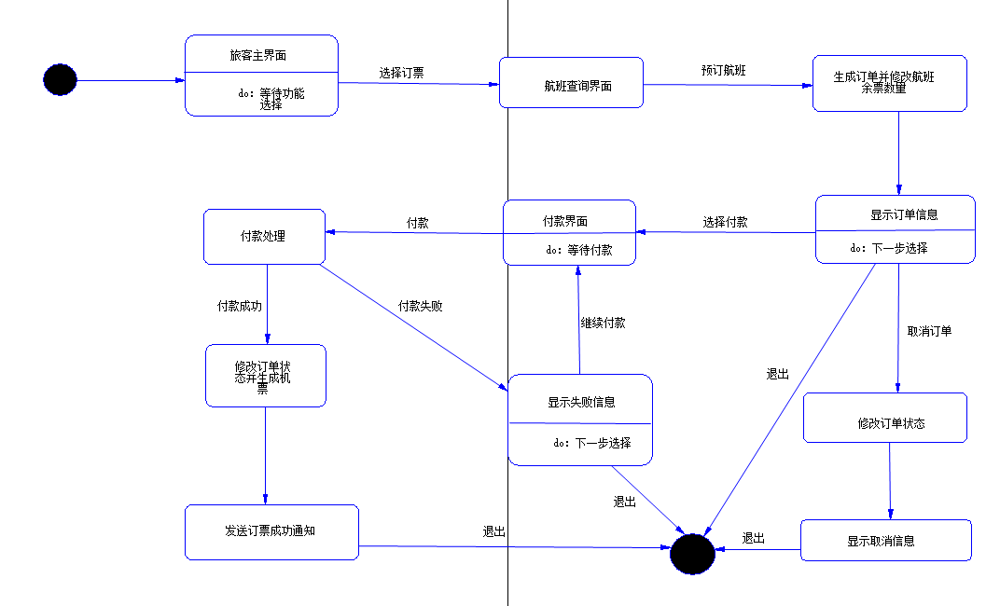 旅客主界面
do: 等待功能
选择
选择订票
航班查询界面
预订航班
生成订单并修改航班
余票数量
付款处理
付款
付款界面
do: 等待付款
选择付款
显示订单信息
do: 下一步选择
付款成功
付款失败
继续付款
取消订单
退出
修改订单状
态并生成机
票
显示失败信息
do: 下一步选择
修改订单状态
退出
发送订票成功通知
退出
退出
显示取消信息